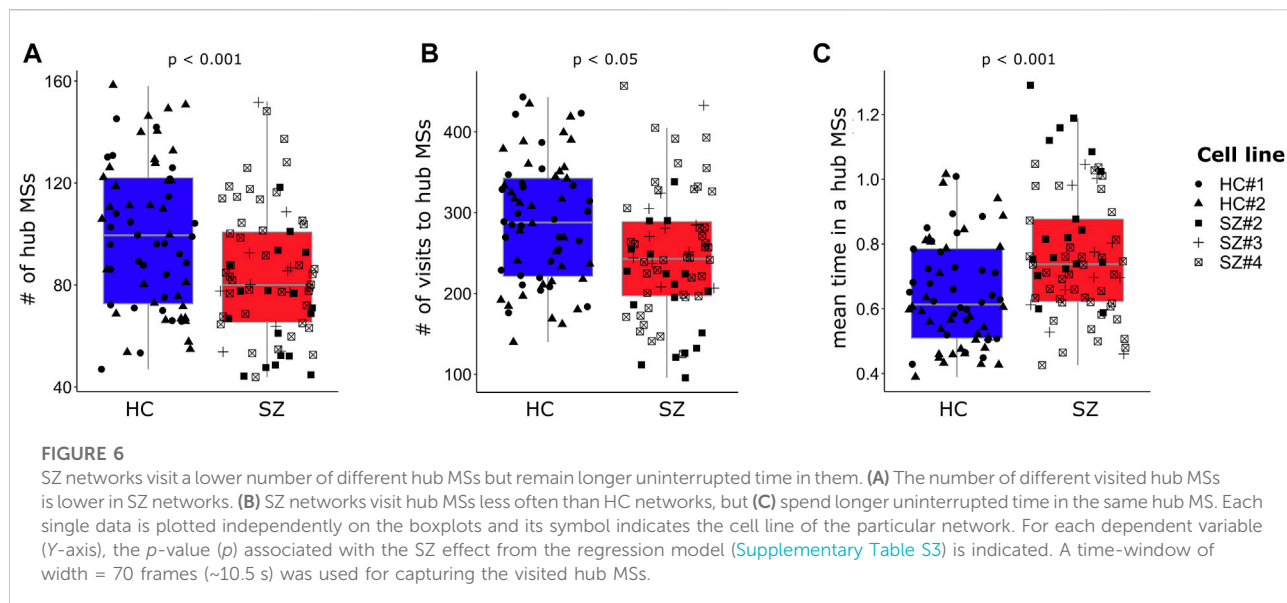 A
p < 0.001
# of hub MSs
160
120
80
40
HC
SZ
B
p < 0.05
# of visits to hub MSs
400
300
200
100
HC
SZ
C
p < 0.001
mean time in a hub MSs
1.2
1.0
0.8
0.6
0.4
HC
SZ
Cell line
HC#1
HC#2
SZ#2
SZ#3
SZ#4
FIGURE 6
SZ networks visit a lower number of different hub MSs but remain longer uninterrupted time in them. (A) The number of different visited hub MSs
is lower in SZ networks. (B) SZ networks visit hub MSs less often than HC networks, but (C) spend longer uninterrupted time in the same hub MS. Each
single data is plotted independently on the boxplots and its symbol indicates the cell line of the particular network. For each dependent variable
(Y-axis), the p-value (p) associated with the SZ effect from the regression model (Supplementary Table S3) is indicated. A time-window of
width = 70 frames (~10.5 s) was used for capturing the visited hub MSs.